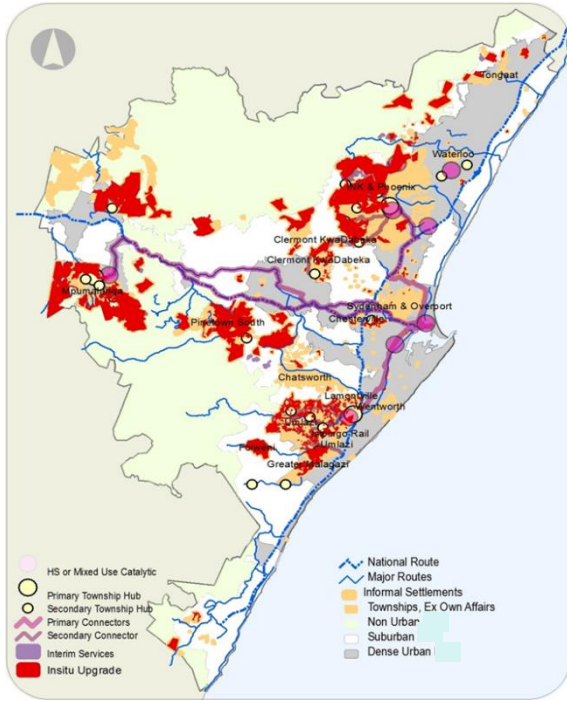 Tongaat
Waterloo
INK & Phoenix
Clermont KwaDabeka
Clermont KwaDabeka
Mpumalanga
Sydenham & Overport
Pinetown South
Chatsworth
Lamontville
Wentworth
Umlazi
Rail
Umlazi
Folweni
Greater Malagazi
HS or Mixed Use Catalytic
Primary Township Hub
Secondary Township Hub
Primary Connectors
Secondary Connector
Interim Services
Insitu Upgrade
National Route
Major Routes
Informal Settlements
Townships, Ex Own Affairs
Non Urban
Suburban
Dense Urban